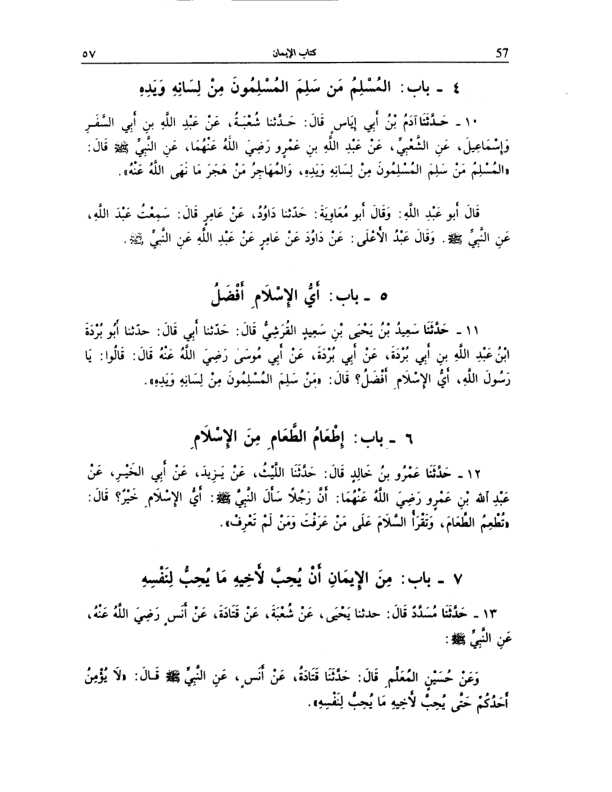 ٥٧ كتاب الإيمان 57
٤ ـ باب: المُسْلِمُ مَن سَلِمَ المُسْلِمُونَ مِنْ لِسَانِهِ وَيَدِهِ
١٠ ـ حَدَّثَنَا آدَمُ بْنُ أَبِي إِيَاسٍ قَالَ: حَدَّثنا شُعْبَةُ، عَنْ عَبْدِ اللَّهِ بنِ أَبِي السَّفَرِ
وَإِسْمَاعِيلَ، عَنِ الشَّعْبِيِّ، عَنْ عَبْدِ اللَّهِ بنِ عَمْرٍو رَضِيَ اللَّهُ عَنْهُمَا، عَنِ النَّبِيِّ ﷺ قَالَ:
«المُسْلِمُ مَنْ سَلِمَ المُسْلِمُونَ مِنْ لِسَانِهِ وَيَدِهِ، وَالمُهَاجِرُ مَنْ هَجَرَ مَا نَهَى اللَّهُ عَنْهُ».
قَالَ أَبو عَبْدِ اللَّهِ: وَقَالَ أَبو مُعَاوِيَةَ: حَدّثنا دَاوُدُ، عَنْ عَامِرٍ قَالَ: سَمِعْتُ عَبْدَ اللَّهِ،
عَنِ النَّبِيِّ ﷺ. وَقَالَ عَبْدُ الأَعْلَى: عَنْ دَاوُدَ عَنْ عَامِرٍ عَنْ عَبْدِ اللَّهِ عَنِ النَّبِيِّ ﷺ.
٥ ـ باب: أَيُّ الإِسْلَامِ أَفْضَلُ
١١ ـ حَدَّثَنَا سَعِيدُ بْنُ يَحْيَى بْنِ سَعِيدٍ القُرَشِيُّ قَالَ: حَدّثنا أَبِي قَالَ: حدّثنا أَبُو بُرْدَةَ
ابْنُ عَبْدِ اللَّهِ بنِ أَبِي بُرْدَةَ، عَنْ أَبِي بُرْدَةَ، عَنْ أَبِي مُوسَىٰ رَضِيَ اللَّهُ عَنْهُ قَالَ: قَالُوا: يَا
رَسُولَ اللَّهِ، أَيُّ الإِسْلَامِ أَفْضَلُ؟ قَالَ: «مَنْ سَلِمَ المُسْلِمُونَ مِنْ لِسَانِهِ وَيَدِهِ».
٦ ـ باب: إِطْعَامُ الطَّعَامِ مِنَ الإِسْلَامِ
١٢ ـ حَدَّثَنَا عَمْرُو بن خَالِدٍ قَالَ: حَدَّثَنَا اللَّيْثُ، عَنْ يَزِيدَ، عَنْ أَبِي الخَيْرِ، عَنْ
عَبْدِ اللهِ بْنِ عَمْرٍو رَضِيَ اللَّهُ عَنْهُمَا: أَنَّ رَجُلًا سَأَلَ النَّبِيَّ ﷺ: أَيُّ الإِسْلَامِ خَيْرٌ؟ قَالَ:
«تُطْعِمُ الطَّعَامَ، وَتَقْرَأُ السَّلَامَ عَلَى مَنْ عَرَفْتَ وَمَنْ لَمْ تَعْرِفْ».
٧ ـ باب: مِنَ الإِيمَانِ أَنْ يُحِبَّ لأَخِيهِ مَا يُحِبُّ لِنَفْسِهِ
١٣ ـ حَدَّثَنَا مُسَدَّدٌ قَالَ: حدثنا يَحْيَى، عَنْ شُعْبَةَ، عَنْ قَتَادَةَ، عَنْ أَنَسٍ رَضِيَ اللَّهُ عَنْهُ،
عَنِ النَّبِيِّ ﷺ:
وَعَنْ حُسَيْنٍ المُعَلِّمِ قَالَ: حَدَّثَنَا قَتَادَةُ، عَنْ أَنَسٍ، عَنِ النَّبِيِّ ﷺ قَالَ: «لَا يُؤْمِنُ
أَحَدُكُمْ حَتَّى يُحِبَّ لأَخِيهِ مَا يُحِبُّ لِنَفْسِهِ».